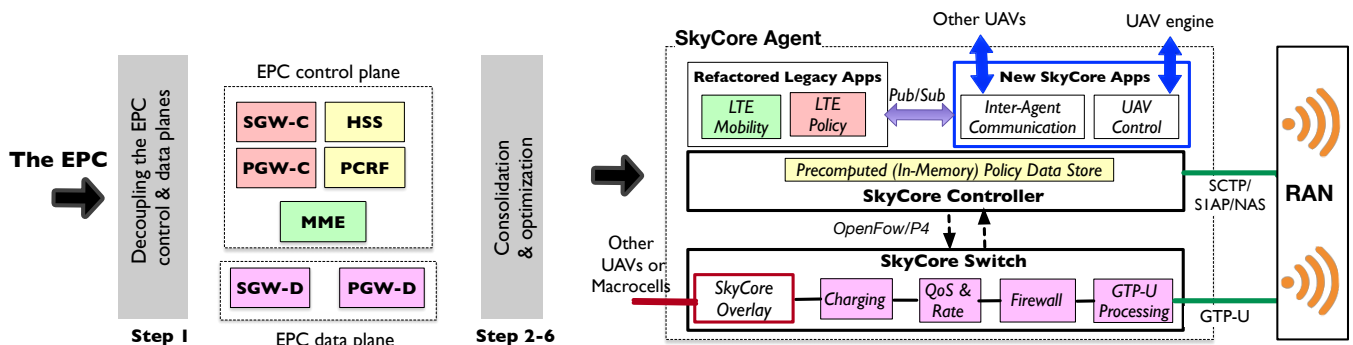 The EPC
Decoupling the EPC
control & data planes
Step 1
EPC control plane
SGW-C
HSS
PGW-C
PCRF
MME
SGW-D
PGW-D
EPC data plane
Consolidation
& optimization
Step 2-6
SkyCore Agent
Other UAVs
UAV engine
Refactored Legacy Apps
LTE
Mobility
LTE
Policy
Pub/Sub
New SkyCore Apps
Inter-Agent
Communication
UAV
Control
Precomputed (In-Memory) Policy Data Store
SkyCore Controller
SCTP/
S1AP/NAS
OpenFow/P4
Other
UAVs or
Macrocells
SkyCore Switch
SkyCore
Overlay
Charging
QoS &
Rate
Firewall
GTP-U
Processing
GTP-U
RAN